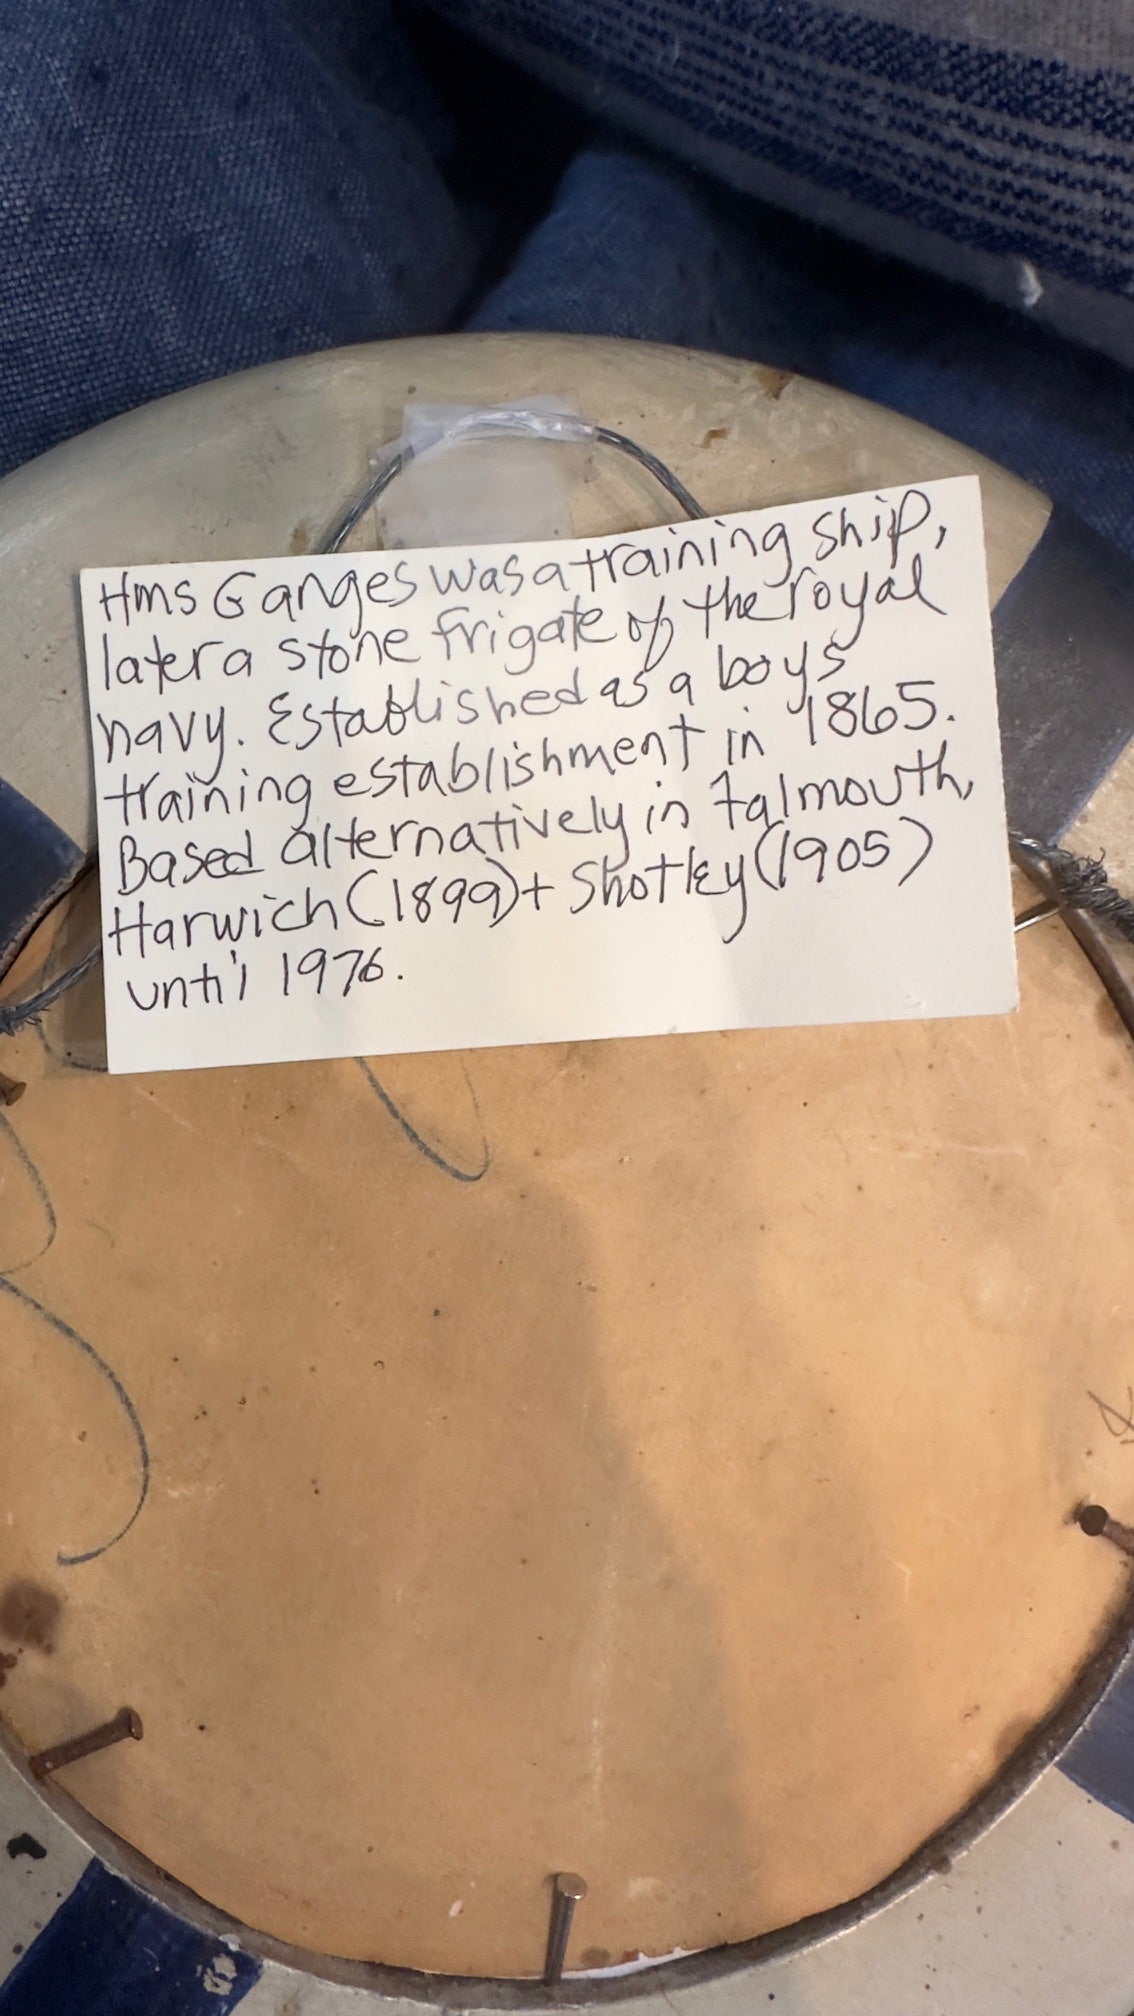 Hms Ganges was a training ship,
later a stone frigate of the royal
navy. Established as a boys
training establishment in 1865.
Based alternatively in Falmouth,
Harwich (1899) + Shotley (1905)
until 1976.